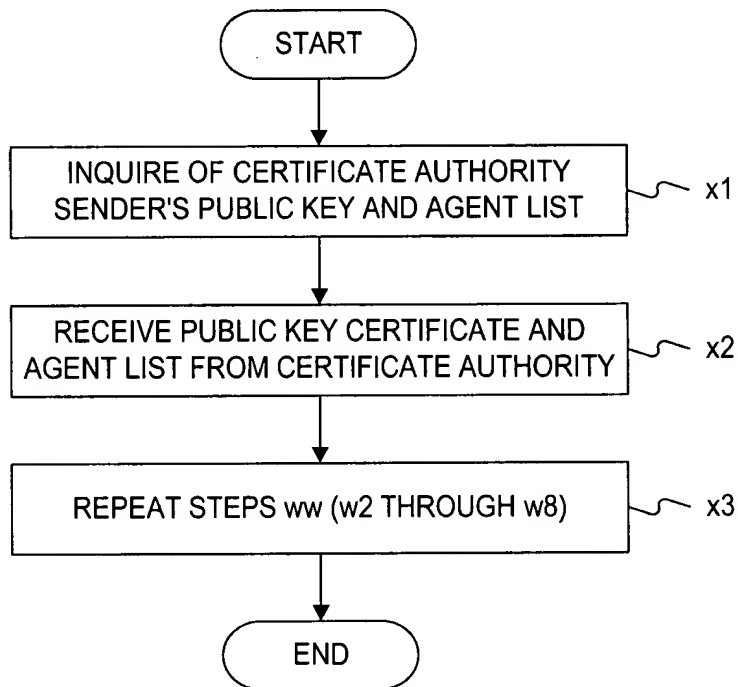 START
INQUIRE OF CERTIFICATE AUTHORITY
SENDER'S PUBLIC KEY AND AGENT LIST
x1
RECEIVE PUBLIC KEY CERTIFICATE AND
AGENT LIST FROM CERTIFICATE AUTHORITY
x2
REPEAT STEPS ww (w2 THROUGH w8)
x3
END